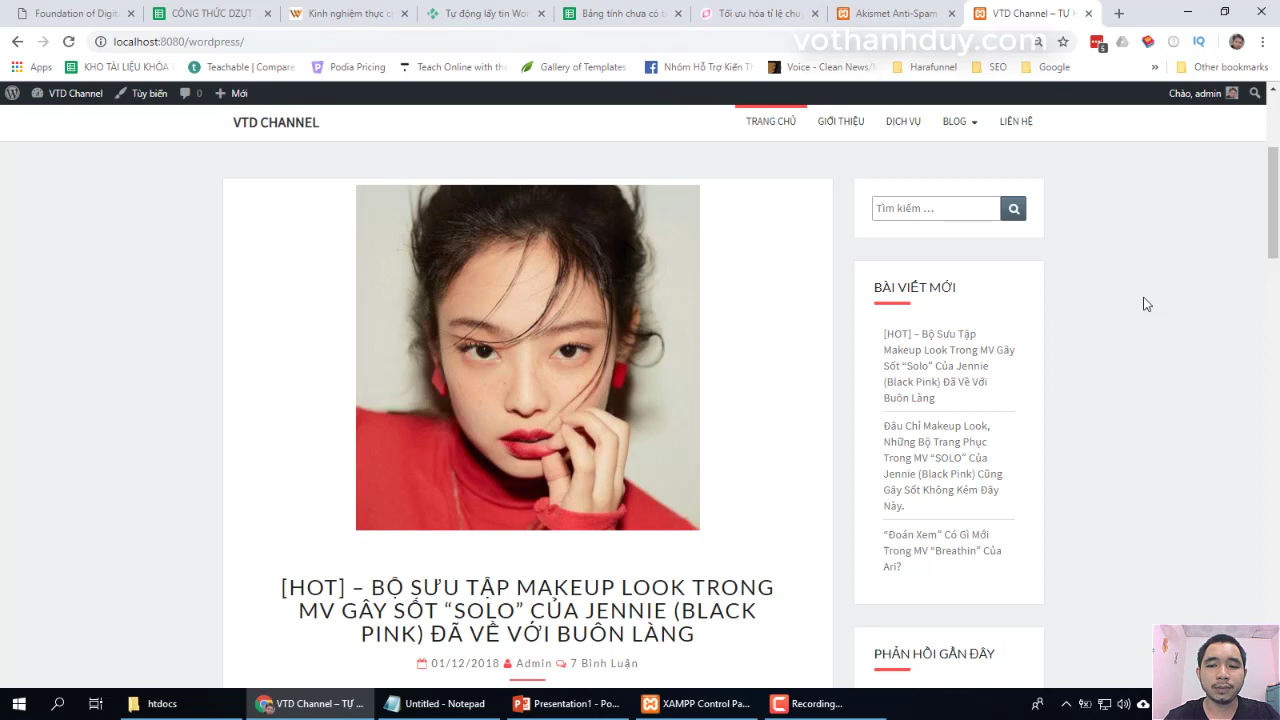 Foundation of Digit
CÔNG THỨC DZỰT
Kinh nghiệm thực c
Tự động lấy tin Wor
Bảng tính chưa có t
Tối ưu hóa tỉ lệ chu
Akismet Anti-Spam
VTD Channel – TỰ H
localhost:8080/wordpress/
vothanhduy.com
5
IQ
Apps
KHO TÀI LIỆU KHÓA
Teachable | Compare
Podia Pricing
Teach Online with the
Gallery of Templates
Nhóm Hỗ Trợ Kiến Th
Voice - Clean News/M
Harafunnel
SEO
Google
»
Other bookmarks
VTD Channel
Tùy biến
0
Mới
Chào, admin
VTD CHANNEL
TRANG CHỦ
GIỚI THIỆU
DỊCH VỤ
BLOG
LIÊN HỆ
Tìm kiếm …
BÀI VIẾT MỚI
[HOT] – Bộ Sưu Tập
Makeup Look Trong MV Gây
Sốt “Solo” Của Jennie
(Black Pink) Đã Về Với
Buôn Làng
Đâu Chỉ Makeup Look,
Những Bộ Trang Phục
Trong MV “SOLO” Của
Jennie (Black Pink) Cũng
Gây Sốt Không Kém Đây
Này.
“Đoán Xem” Có Gì Mới
Trong MV “Breathin” Của
Ari?
[HOT] – BỘ SƯU TẬP MAKEUP LOOK TRONG
MV GÂY SỐT “SOLO” CỦA JENNIE (BLACK
PINK) ĐÃ VỀ VỚI BUÔN LÀNG
01/12/2018 Admin 7 Bình Luận
PHẢN HỒI GẦN ĐÂY
htdocs
VTD Channel – TỰ ...
Untitled - Notepad
Presentation1 - Po...
XAMPP Control Pa...
Recording...